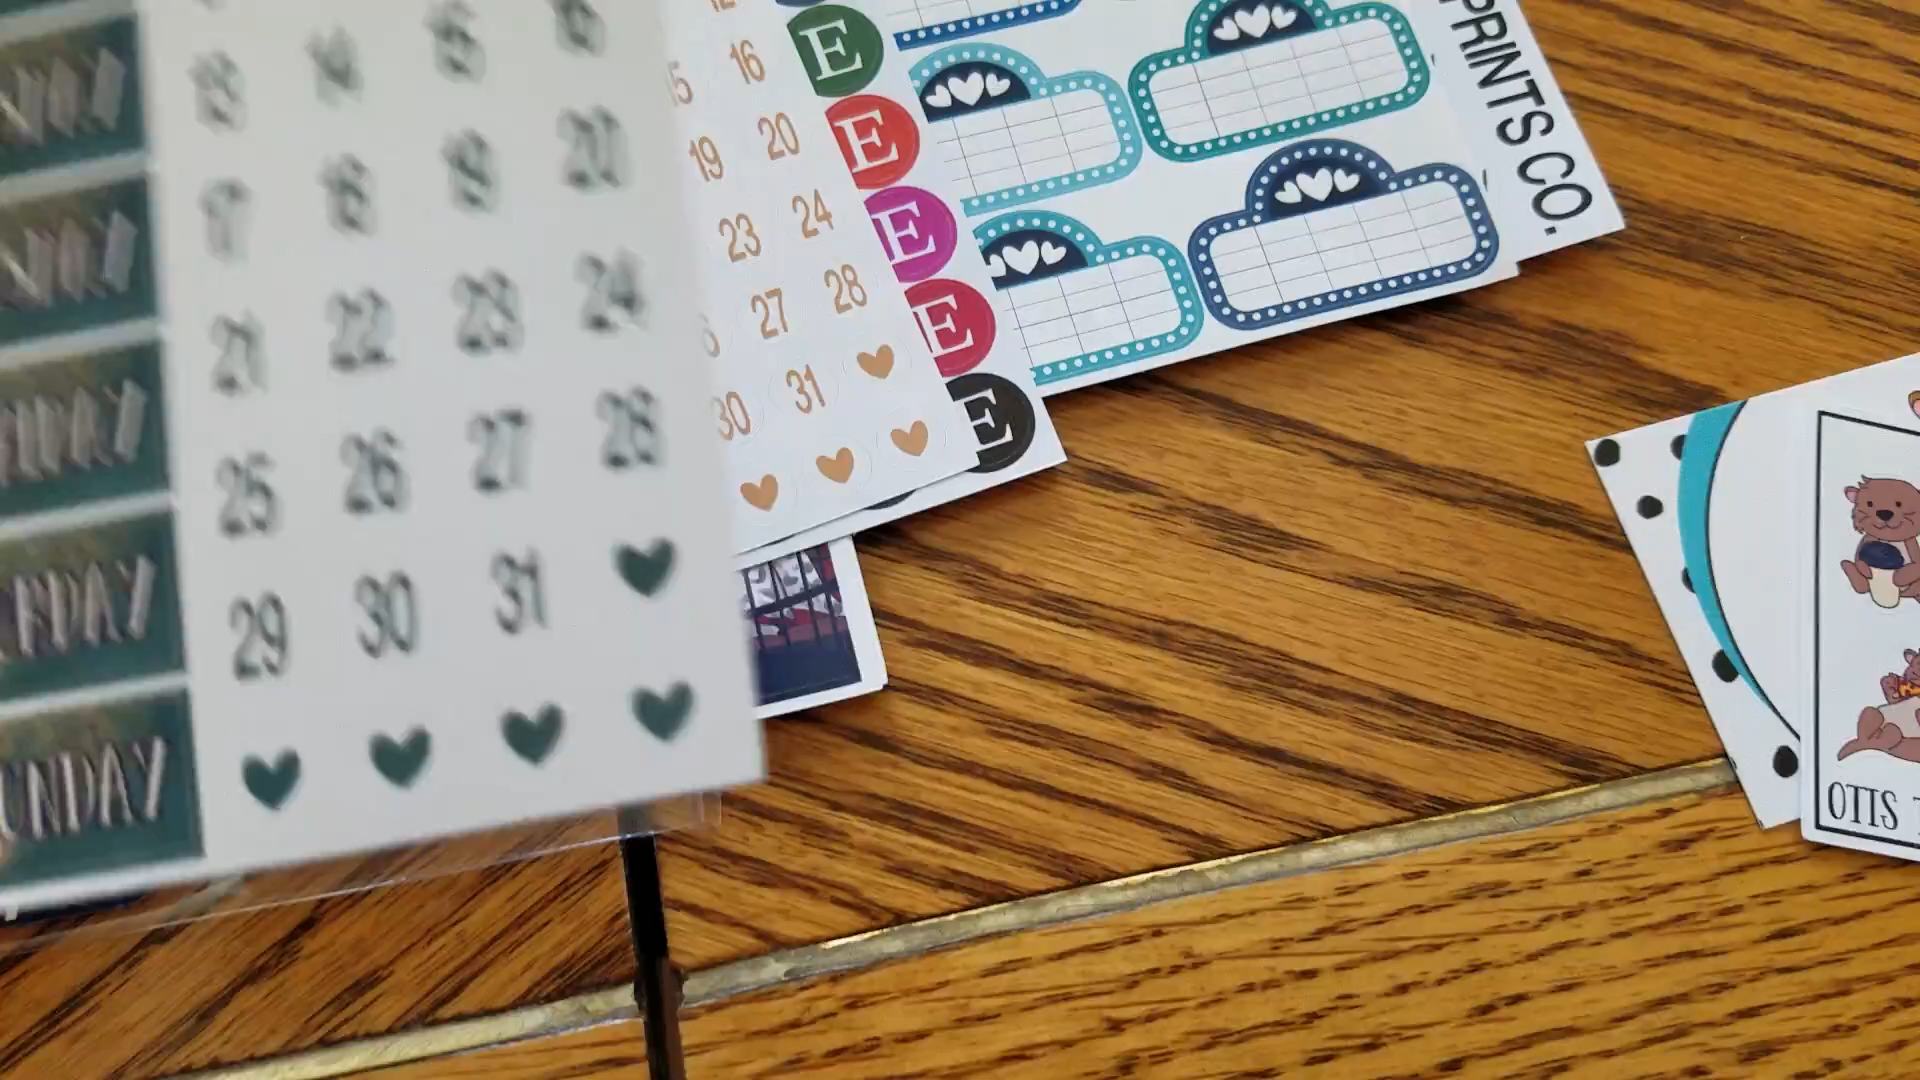 13 14 15 16
17 18 19 20
21 22 23 24
25 26 27 28
29 30 31
UNDAY
16
19 20
23 24
27 28
30 31
E
E
E
E
E
PRINTS CO.
OTIS